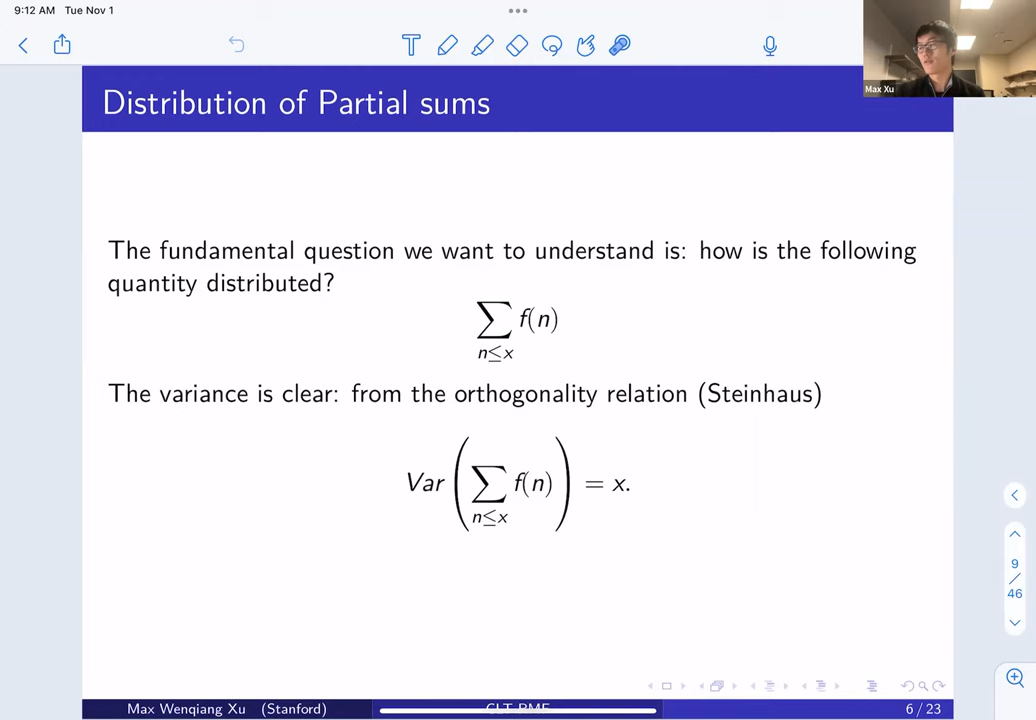 9:12 AM Tue Nov 1
Max Xu
Distribution of Partial sums
The fundamental question we want to understand is: how is the following
quantity distributed?
∑ f(n)
n≤x
The variance is clear: from the orthogonality relation (Steinhaus)
Var ( ∑ f(n) ) = x.
n≤x
9
/
46
Max Wenqiang Xu (Stanford) CLT RMF 6 / 23